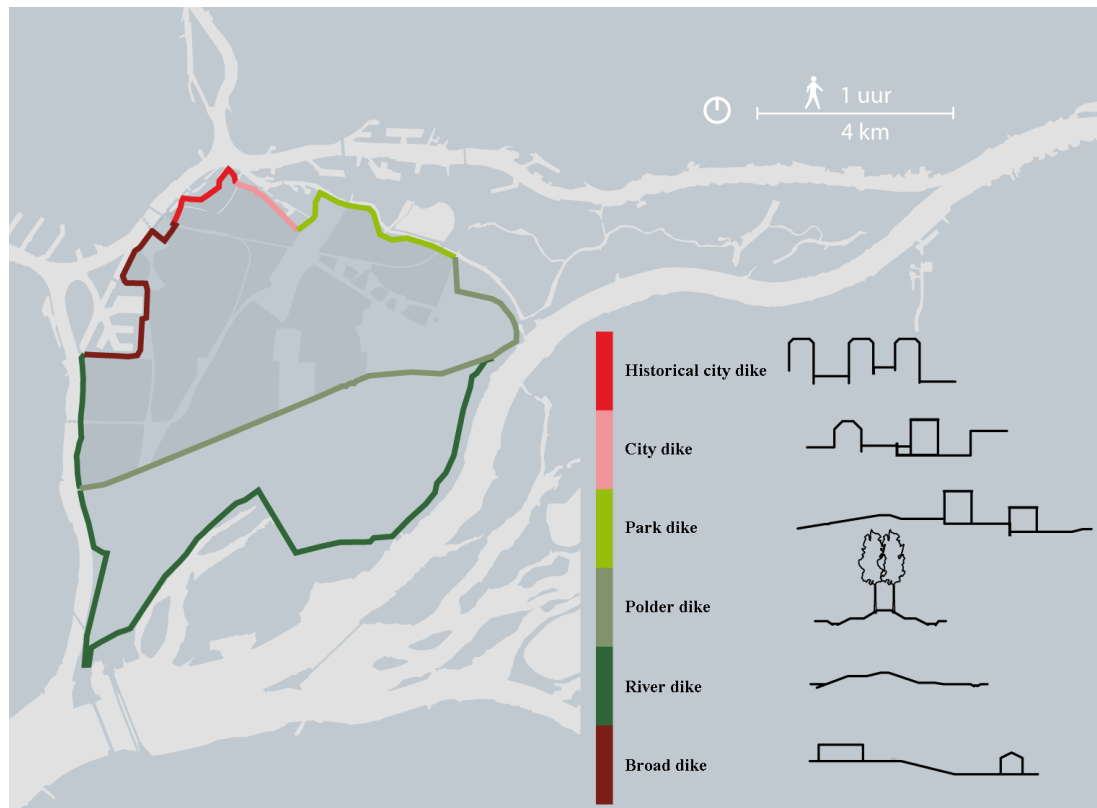 1 uur
4 km
Historical city dike
City dike
Park dike
Polder dike
River dike
Broad dike